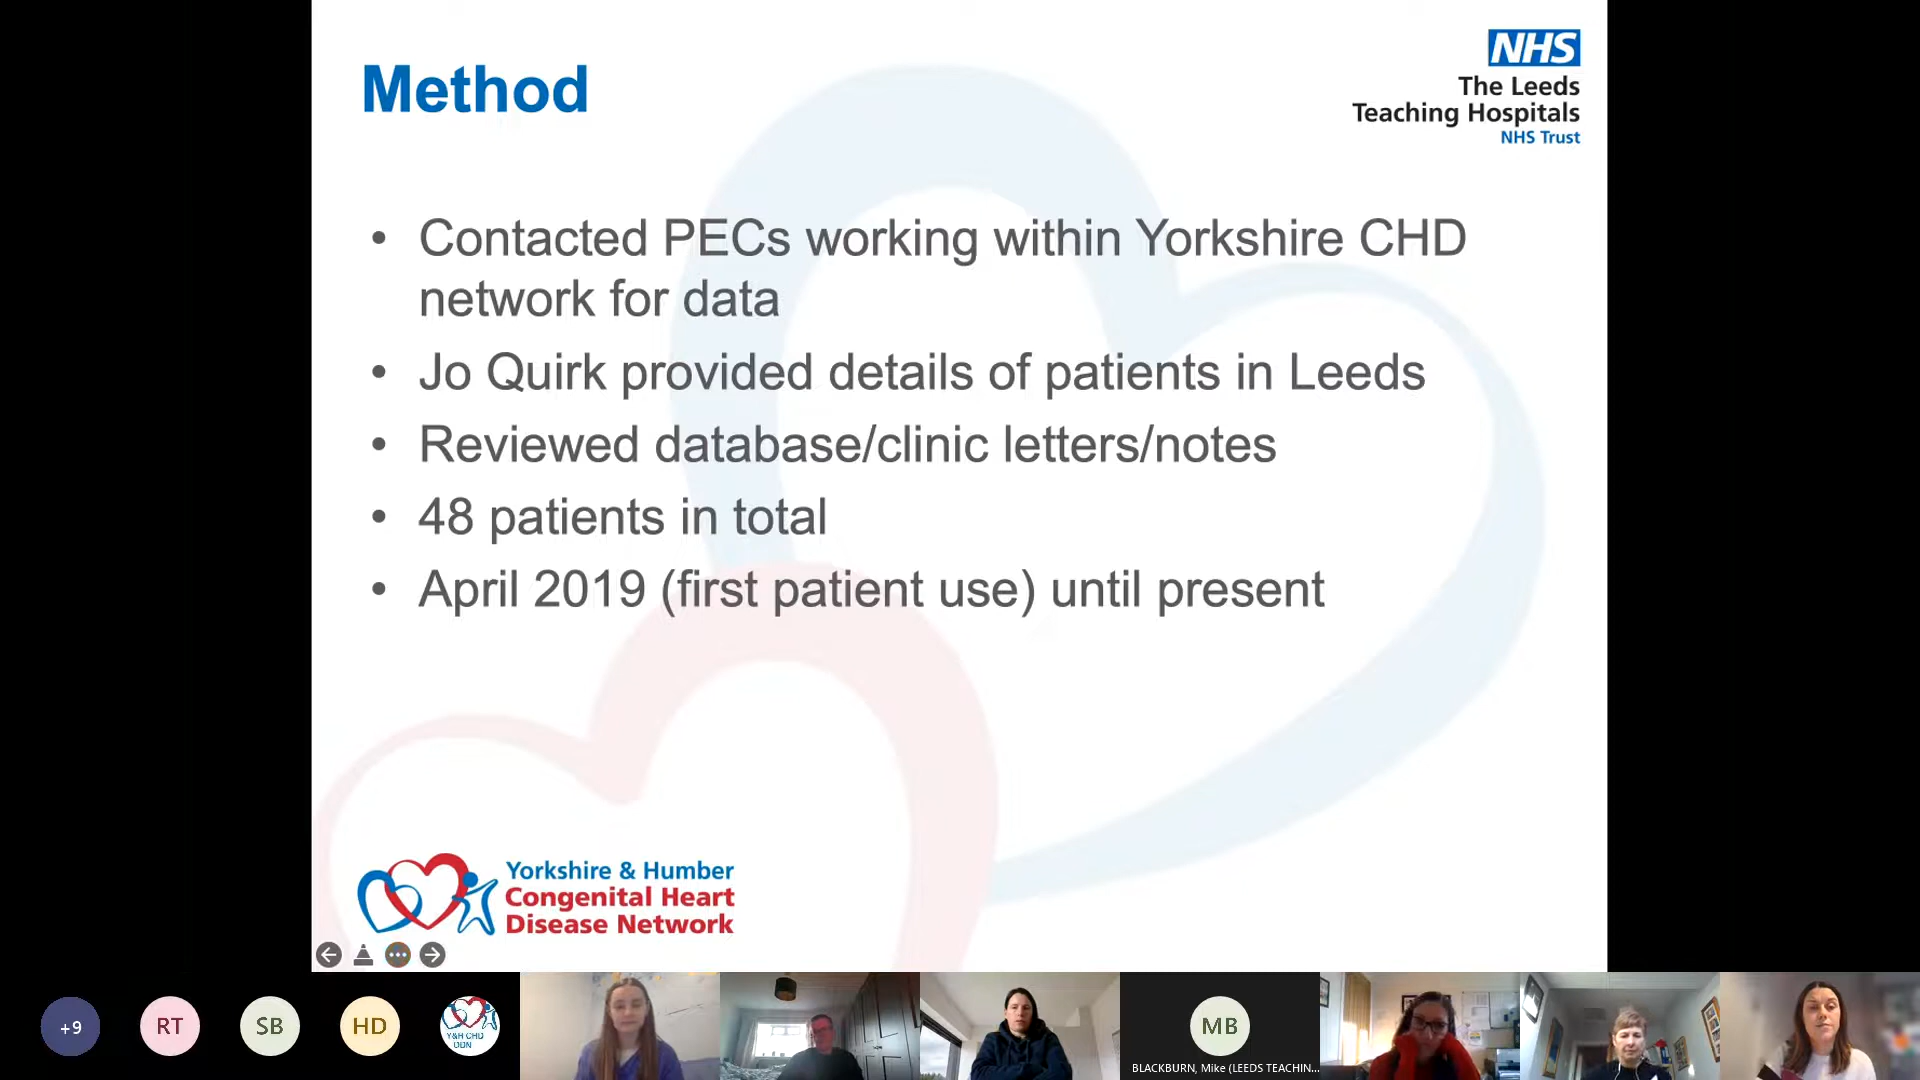 Method
NHS
The Leeds
Teaching Hospitals
NHS Trust
• Contacted PECs working within Yorkshire CHD
network for data
• Jo Quirk provided details of patients in Leeds
• Reviewed database/clinic letters/notes
• 48 patients in total
• April 2019 (first patient use) until present
Yorkshire & Humber
Congenital Heart
Disease Network
+9
RT
SB
HD
Y&H CHD
ODN
MB
BLACKBURN, Mike (LEEDS TEACHIN...